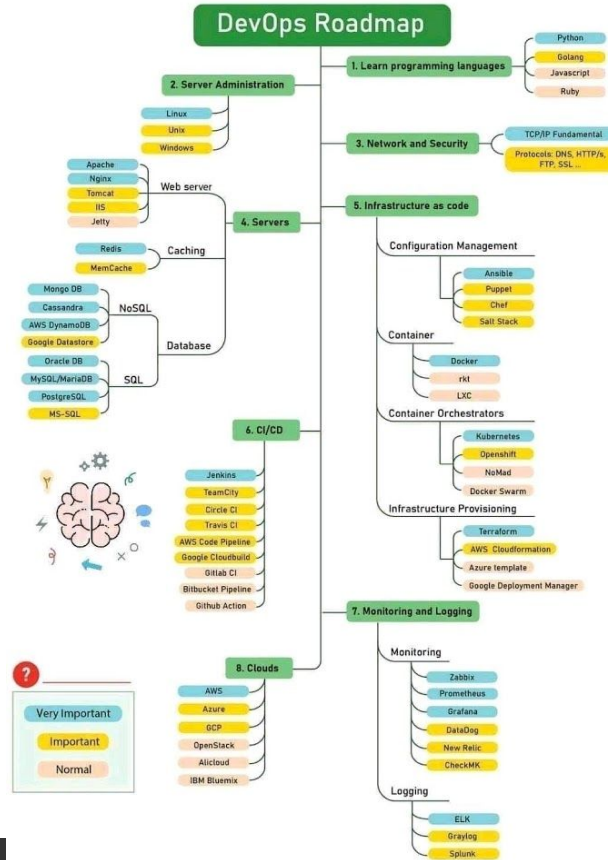 DevOps Roadmap
1. Learn programming languages
Python
Golang
Javascript
Ruby
2. Server Administration
Linux
Unix
Windows
3. Network and Security
TCP/IP Fundamental
Protocols: DNS, HTTP/s,
FTP, SSL ...
4. Servers
Web server
Apache
Nginx
Tomcat
IIS
Jetty
Caching
Redis
MemCache
Database
NoSQL
Mongo DB
Cassandra
AWS DynamoDB
Google Datastore
SQL
Oracle DB
MySQL/MariaDB
PostgreSQL
MS-SQL
5. Infrastructure as code
Configuration Management
Ansible
Puppet
Chef
Salt Stack
Container
Docker
rkt
LXC
Container Orchestrators
Kubernetes
Openshift
NoMad
Docker Swarm
Infrastructure Provisioning
Terraform
AWS Cloudformation
Azure template
Google Deployment Manager
6. CI/CD
Jenkins
TeamCity
Circle CI
Travis CI
AWS Code Pipeline
Google Cloudbuild
Gitlab CI
Bitbucket Pipeline
Github Action
7. Monitoring and Logging
Monitoring
Zabbix
Prometheus
Grafana
DataDog
New Relic
CheckMK
Logging
ELK
Graylog
Splunk
8. Clouds
AWS
Azure
GCP
OpenStack
Alicloud
IBM Bluemix
?
Very Important
Important
Normal